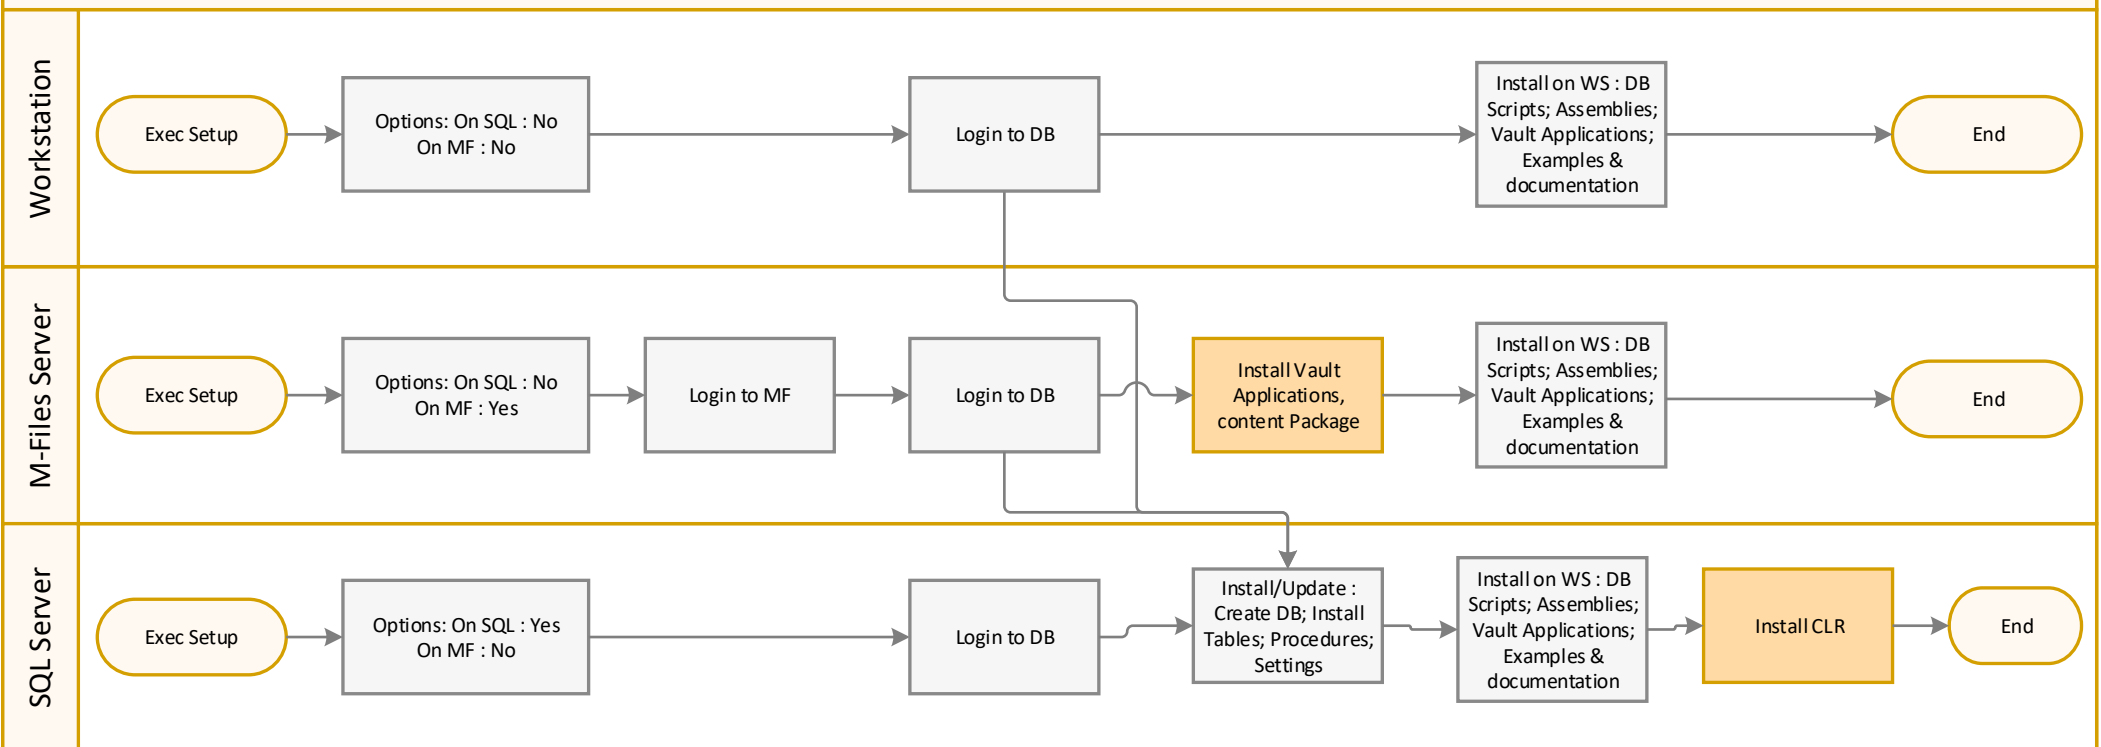 Workstation
Exec Setup
Options: On SQL : No
On MF : No
Login to DB
Install on WS : DB
Scripts; Assemblies;
Vault Applications;
Examples &
documentation
End
M-Files Server
Exec Setup
Options: On SQL : No
On MF : Yes
Login to MF
Login to DB
Install Vault
Applications,
content Package
Install on WS : DB
Scripts; Assemblies;
Vault Applications;
Examples &
documentation
End
SQL Server
Exec Setup
Options: On SQL : Yes
On MF : No
Login to DB
Install/Update :
Create DB; Install
Tables; Procedures;
Settings
Install on WS : DB
Scripts; Assemblies;
Vault Applications;
Examples &
documentation
Install CLR
End